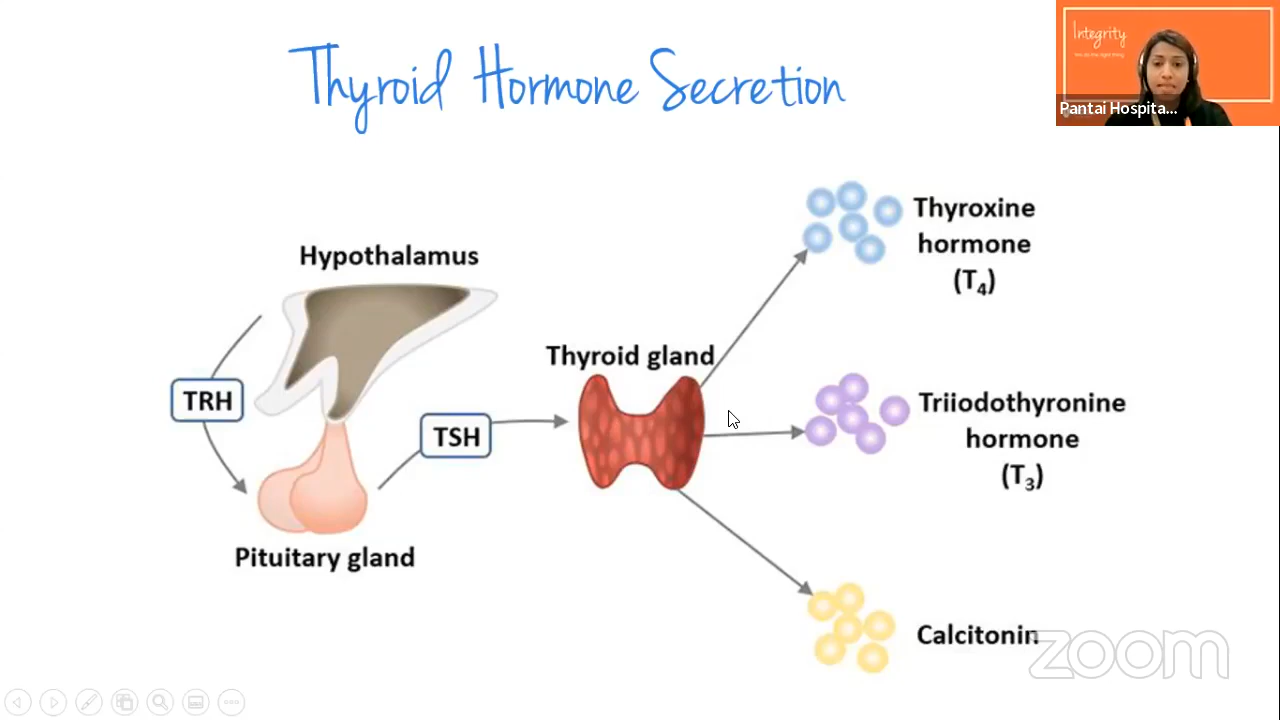 Thyroid Hormone Secretion
Integrity
Pantai Hospita...
Thyroxine
hormone
(T₄)
Hypothalamus
Thyroid gland
TRH
TSH
Triiodothyronine
hormone
(T₃)
Pituitary gland
Calcitonin
zoom